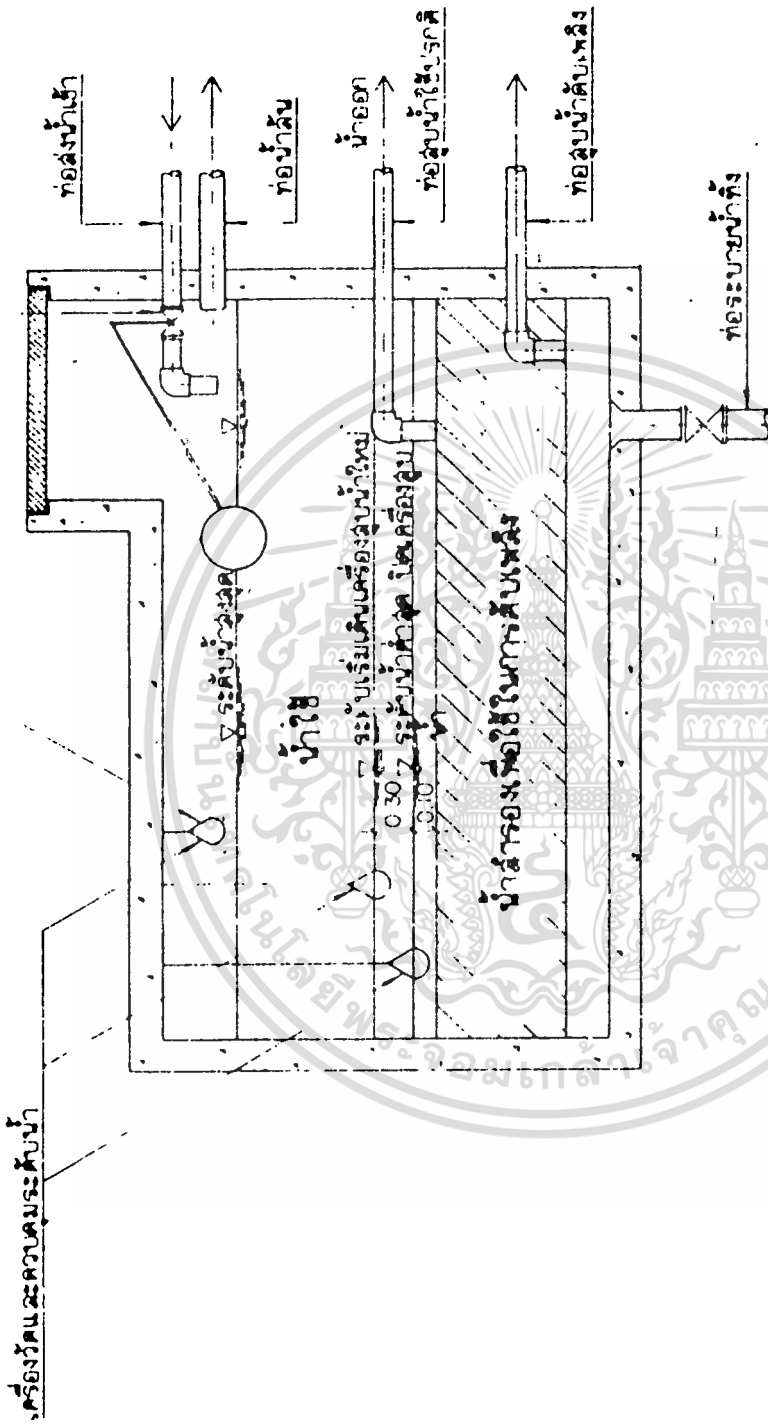 ท่อส่งน้ำเข้า
ท่อน้ำล้น
น้ำออก
ท่อสูบน้ำใช้ปรกติ
ท่อสูบน้ำดับเพลิง
ท่อระบายน้ำทิ้ง
ระดับน้ำสูงสุด
น้ำใช้
ระดับเริ่มเดินเครื่องสูบน้ำใหม่
ระดับน้ำต่ำสุด ปิดเครื่องสูบ
น้ำ
0.30
0.10
น้ำสำรองเพื่อใช้ในการดับเพลิง
เครื่องวัดและควบคุมระดับน้ำ